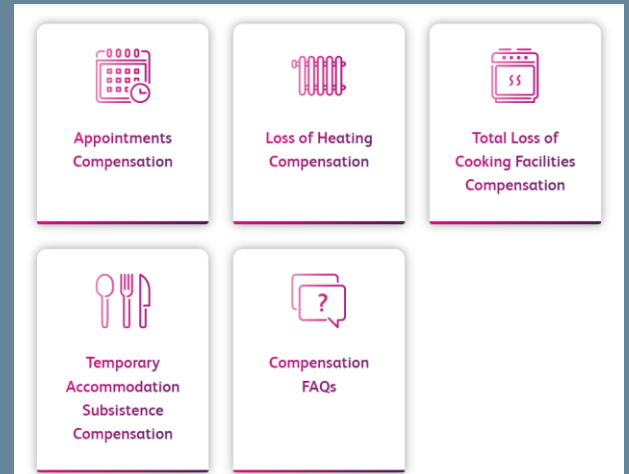 Appointments
Compensation
Loss of Heating
Compensation
Total Loss of
Cooking Facilities
Compensation
Temporary
Accommodation
Subsistence
Compensation
?
Compensation
FAQs